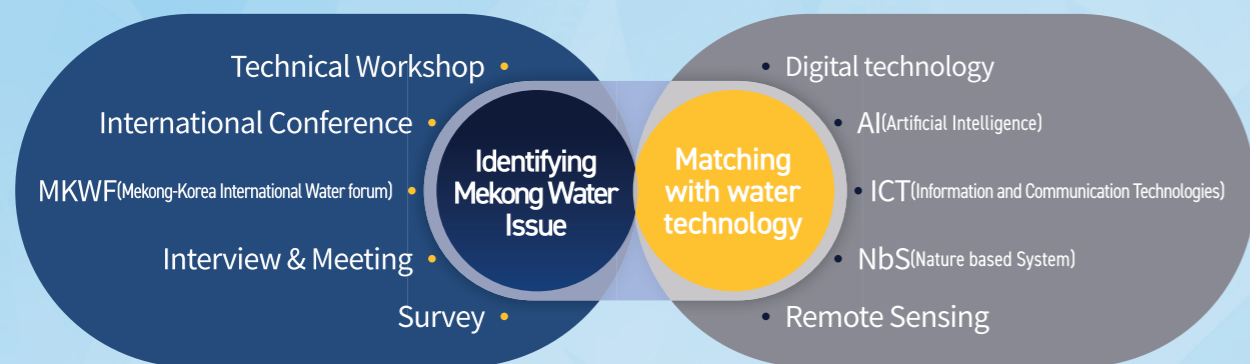 Technical Workshop
International Conference
MKWF(Mekong-Korea International Water forum)
Interview & Meeting
Survey
Identifying
Mekong Water
Issue
Matching
with water
technology
Digital technology
AI(Artificial Intelligence)
ICT(Information and Communication Technologies)
NbS(Nature based System)
Remote Sensing